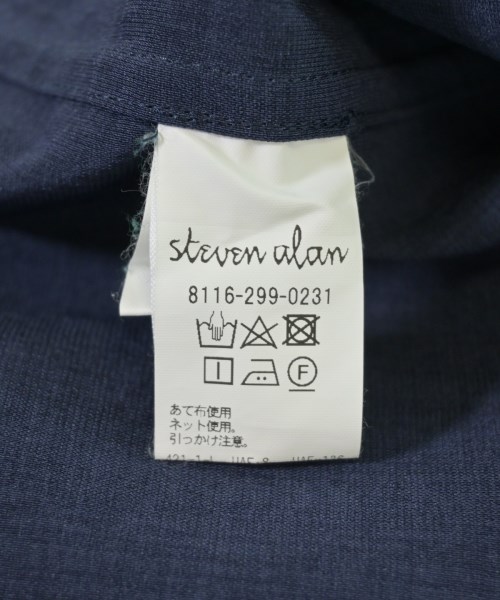 steven alan
8116-299-0231
F
あて布使用
ネット使用。
引っかけ注意。